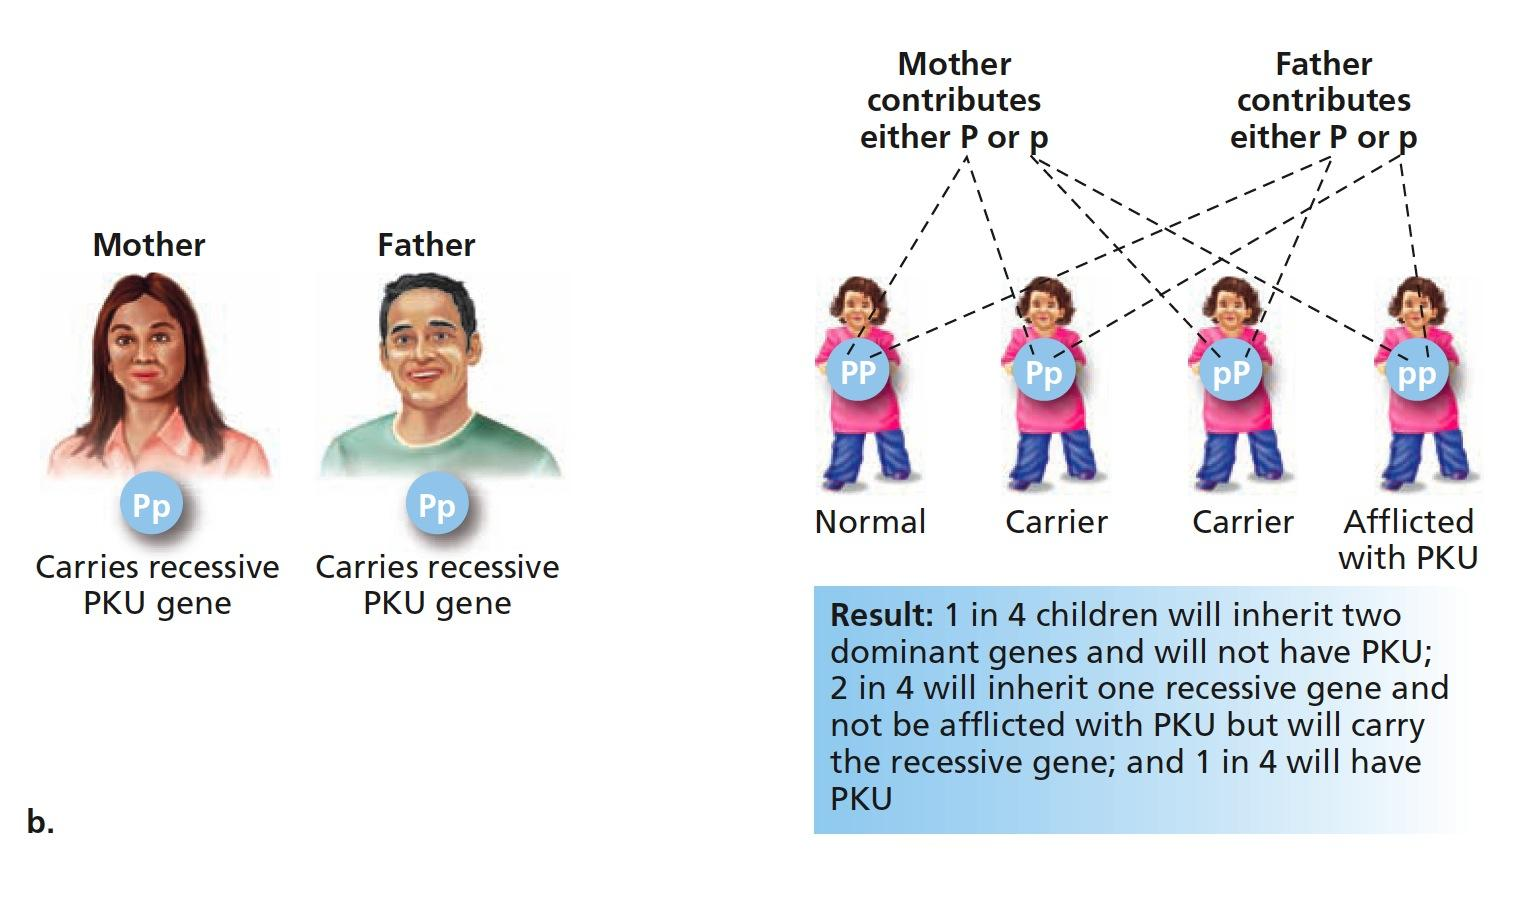 Mother
Father
Pp
Pp
Carries recessive
PKU gene
Carries recessive
PKU gene
b.
Mother
contributes
either P or p
Father
contributes
either P or p
PP
Pp
pP
pp
Normal
Carrier
Carrier
Afflicted
with PKU
Result: 1 in 4 children will inherit two
dominant genes and will not have PKU;
2 in 4 will inherit one recessive gene and
not be afflicted with PKU but will carry
the recessive gene; and 1 in 4 will have
PKU